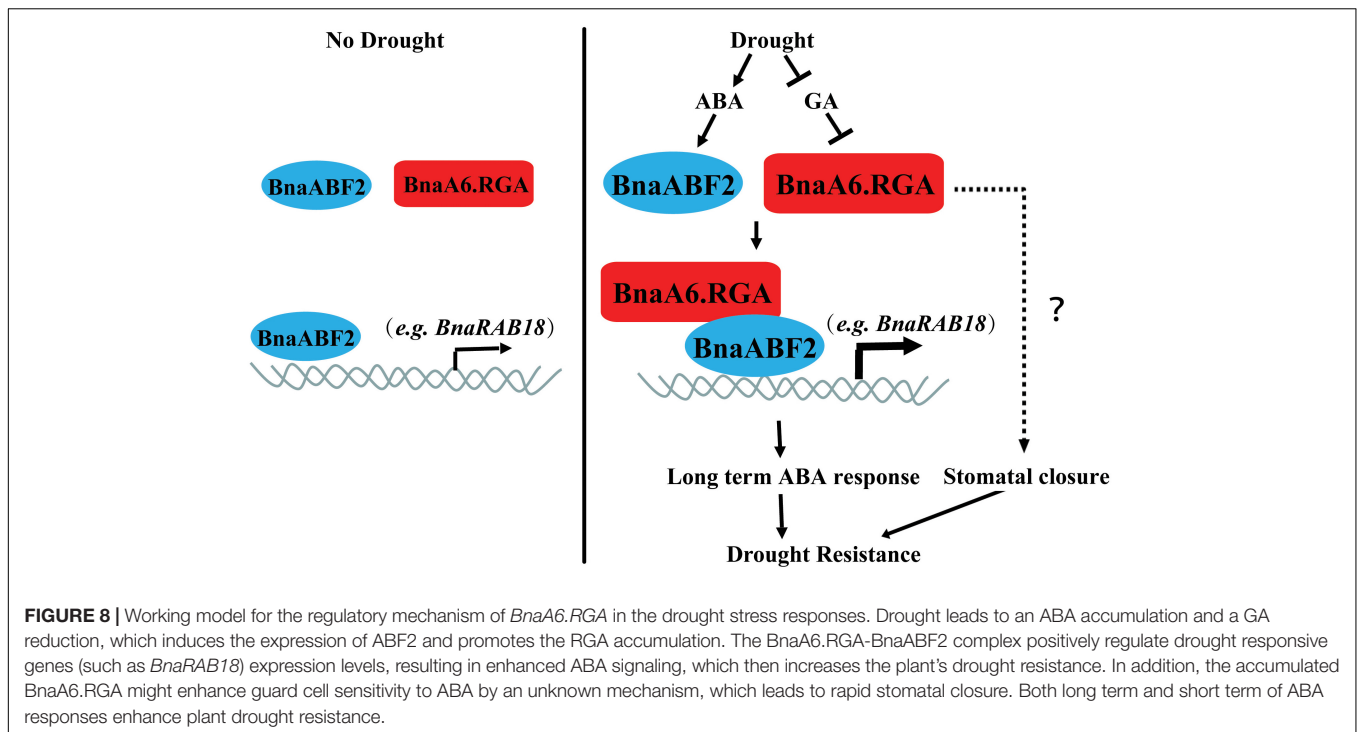 No Drought
Drought
ABA
GA
BnaABF2
BnaA6.RGA
BnaABF2
BnaA6.RGA
BnaA6.RGA
?
BnaABF2
(e.g. BnaRAB18)
BnaABF2
(e.g. BnaRAB18)
Long term ABA response
Stomatal closure
Drought Resistance
FIGURE 8 | Working model for the regulatory mechanism of BnaA6.RGA in the drought stress responses. Drought leads to an ABA accumulation and a GA
reduction, which induces the expression of ABF2 and promotes the RGA accumulation. The BnaA6.RGA-BnaABF2 complex positively regulate drought responsive
genes (such as BnaRAB18) expression levels, resulting in enhanced ABA signaling, which then increases the plant's drought resistance. In addition, the accumulated
BnaA6.RGA might enhance guard cell sensitivity to ABA by an unknown mechanism, which leads to rapid stomatal closure. Both long term and short term of ABA
responses enhance plant drought resistance.